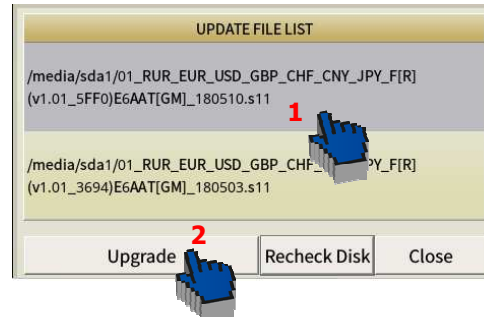 UPDATE FILE LIST
/media/sda1/01_RUR_EUR_USD_GBP_CHF_CNY_JPY_F[R]
(v1.01_5FF0)E6AAT[GM]_180510.s11
1
/media/sda1/01_RUR_EUR_USD_GBP_CHF PY_F[R]
(v1.01_3694)E6AAT[GM]_180503.s11
2
Upgrade Recheck Disk Close